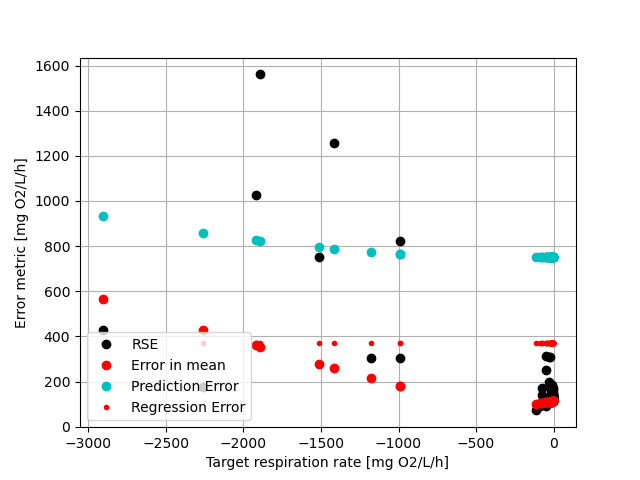 1600
1400
1200
1000
800
600
400
200
0
Error metric [mg O2/L/h]
RSE
Error in mean
Prediction Error
Regression Error
−3000 −2500 −2000 −1500 −1000 −500 0
Target respiration rate [mg O2/L/h]